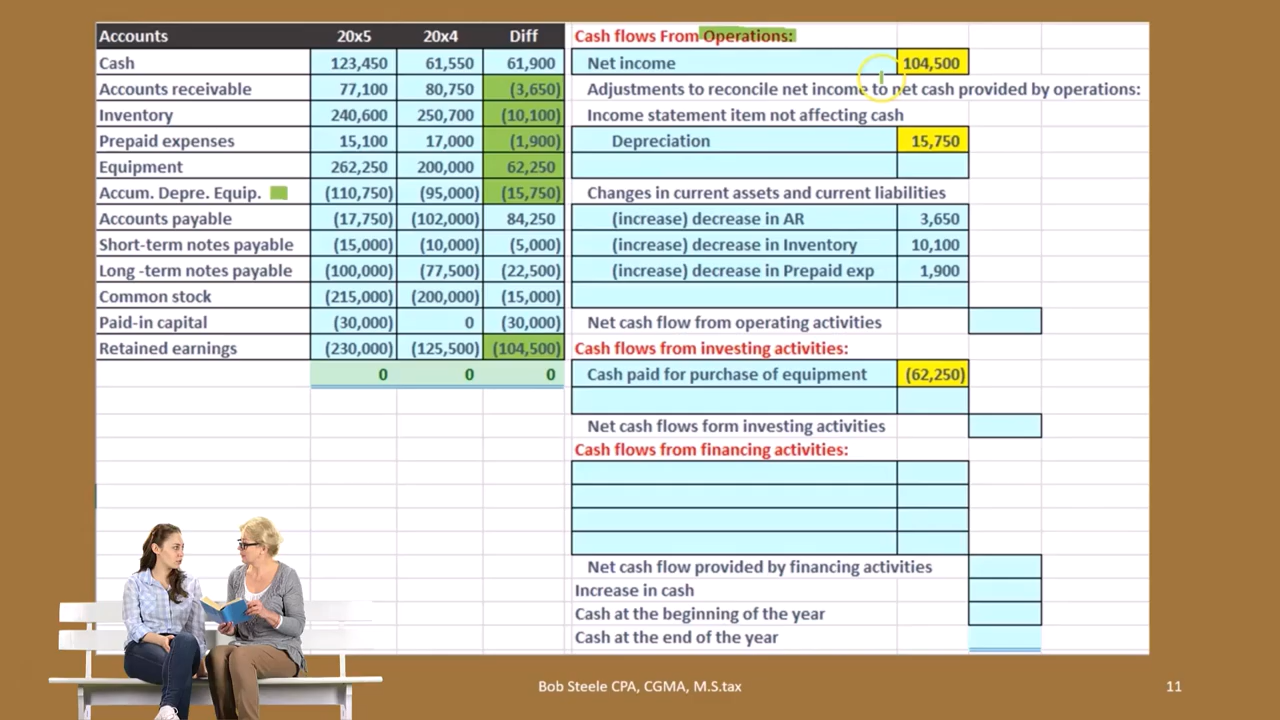 Accounts 20x5 20x4 Diff
Cash 123,450 61,550 61,900
Accounts receivable 77,100 80,750 (3,650)
Inventory 240,600 250,700 (10,100)
Prepaid expenses 15,100 17,000 (1,900)
Equipment 262,250 200,000 62,250
Accum. Depre. Equip. (110,750) (95,000) (15,750)
Accounts payable (17,750) (102,000) 84,250
Short-term notes payable (15,000) (10,000) (5,000)
Long -term notes payable (100,000) (77,500) (22,500)
Common stock (215,000) (200,000) (15,000)
Paid-in capital (30,000) 0 (30,000)
Retained earnings (230,000) (125,500) (104,500)
0 0 0
Cash flows From Operations:
Net income 104,500
Adjustments to reconcile net income to net cash provided by operations:
Income statement item not affecting cash
Depreciation 15,750
Changes in current assets and current liabilities
(increase) decrease in AR 3,650
(increase) decrease in Inventory 10,100
(increase) decrease in Prepaid exp 1,900
Net cash flow from operating activities
Cash flows from investing activities:
Cash paid for purchase of equipment (62,250)
Net cash flows form investing activities
Cash flows from financing activities:
Net cash flow provided by financing activities
Increase in cash
Cash at the beginning of the year
Cash at the end of the year
Bob Steele CPA, CGMA, M.S.tax
11